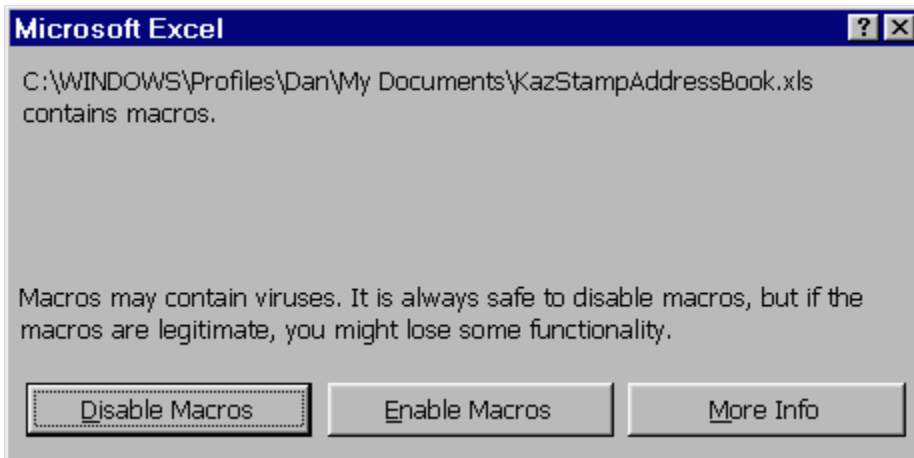 Microsoft Excel
C:\WINDOWS\Profiles\Dan\My Documents\KazStampAddressBook.xls
contains macros.
Macros may contain viruses. It is always safe to disable macros, but if the
macros are legitimate, you might lose some functionality.
Disable Macros Enable Macros More Info